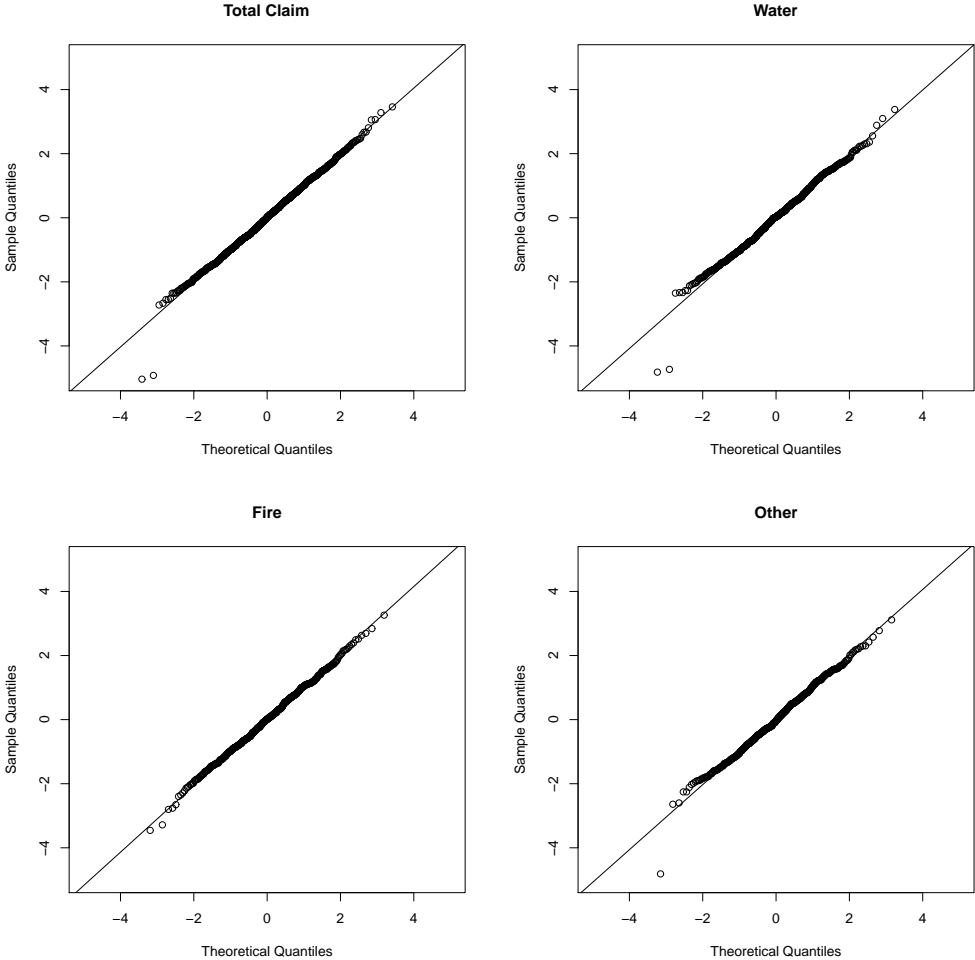 Total Claim
4
2
0
−2
−4
Sample Quantiles
−4 −2 0 2 4
Theoretical Quantiles
Water
4
2
0
−2
−4
Sample Quantiles
−4 −2 0 2 4
Theoretical Quantiles
Fire
4
2
0
−2
−4
Sample Quantiles
−4 −2 0 2 4
Theoretical Quantiles
Other
4
2
0
−2
−4
Sample Quantiles
−4 −2 0 2 4
Theoretical Quantiles